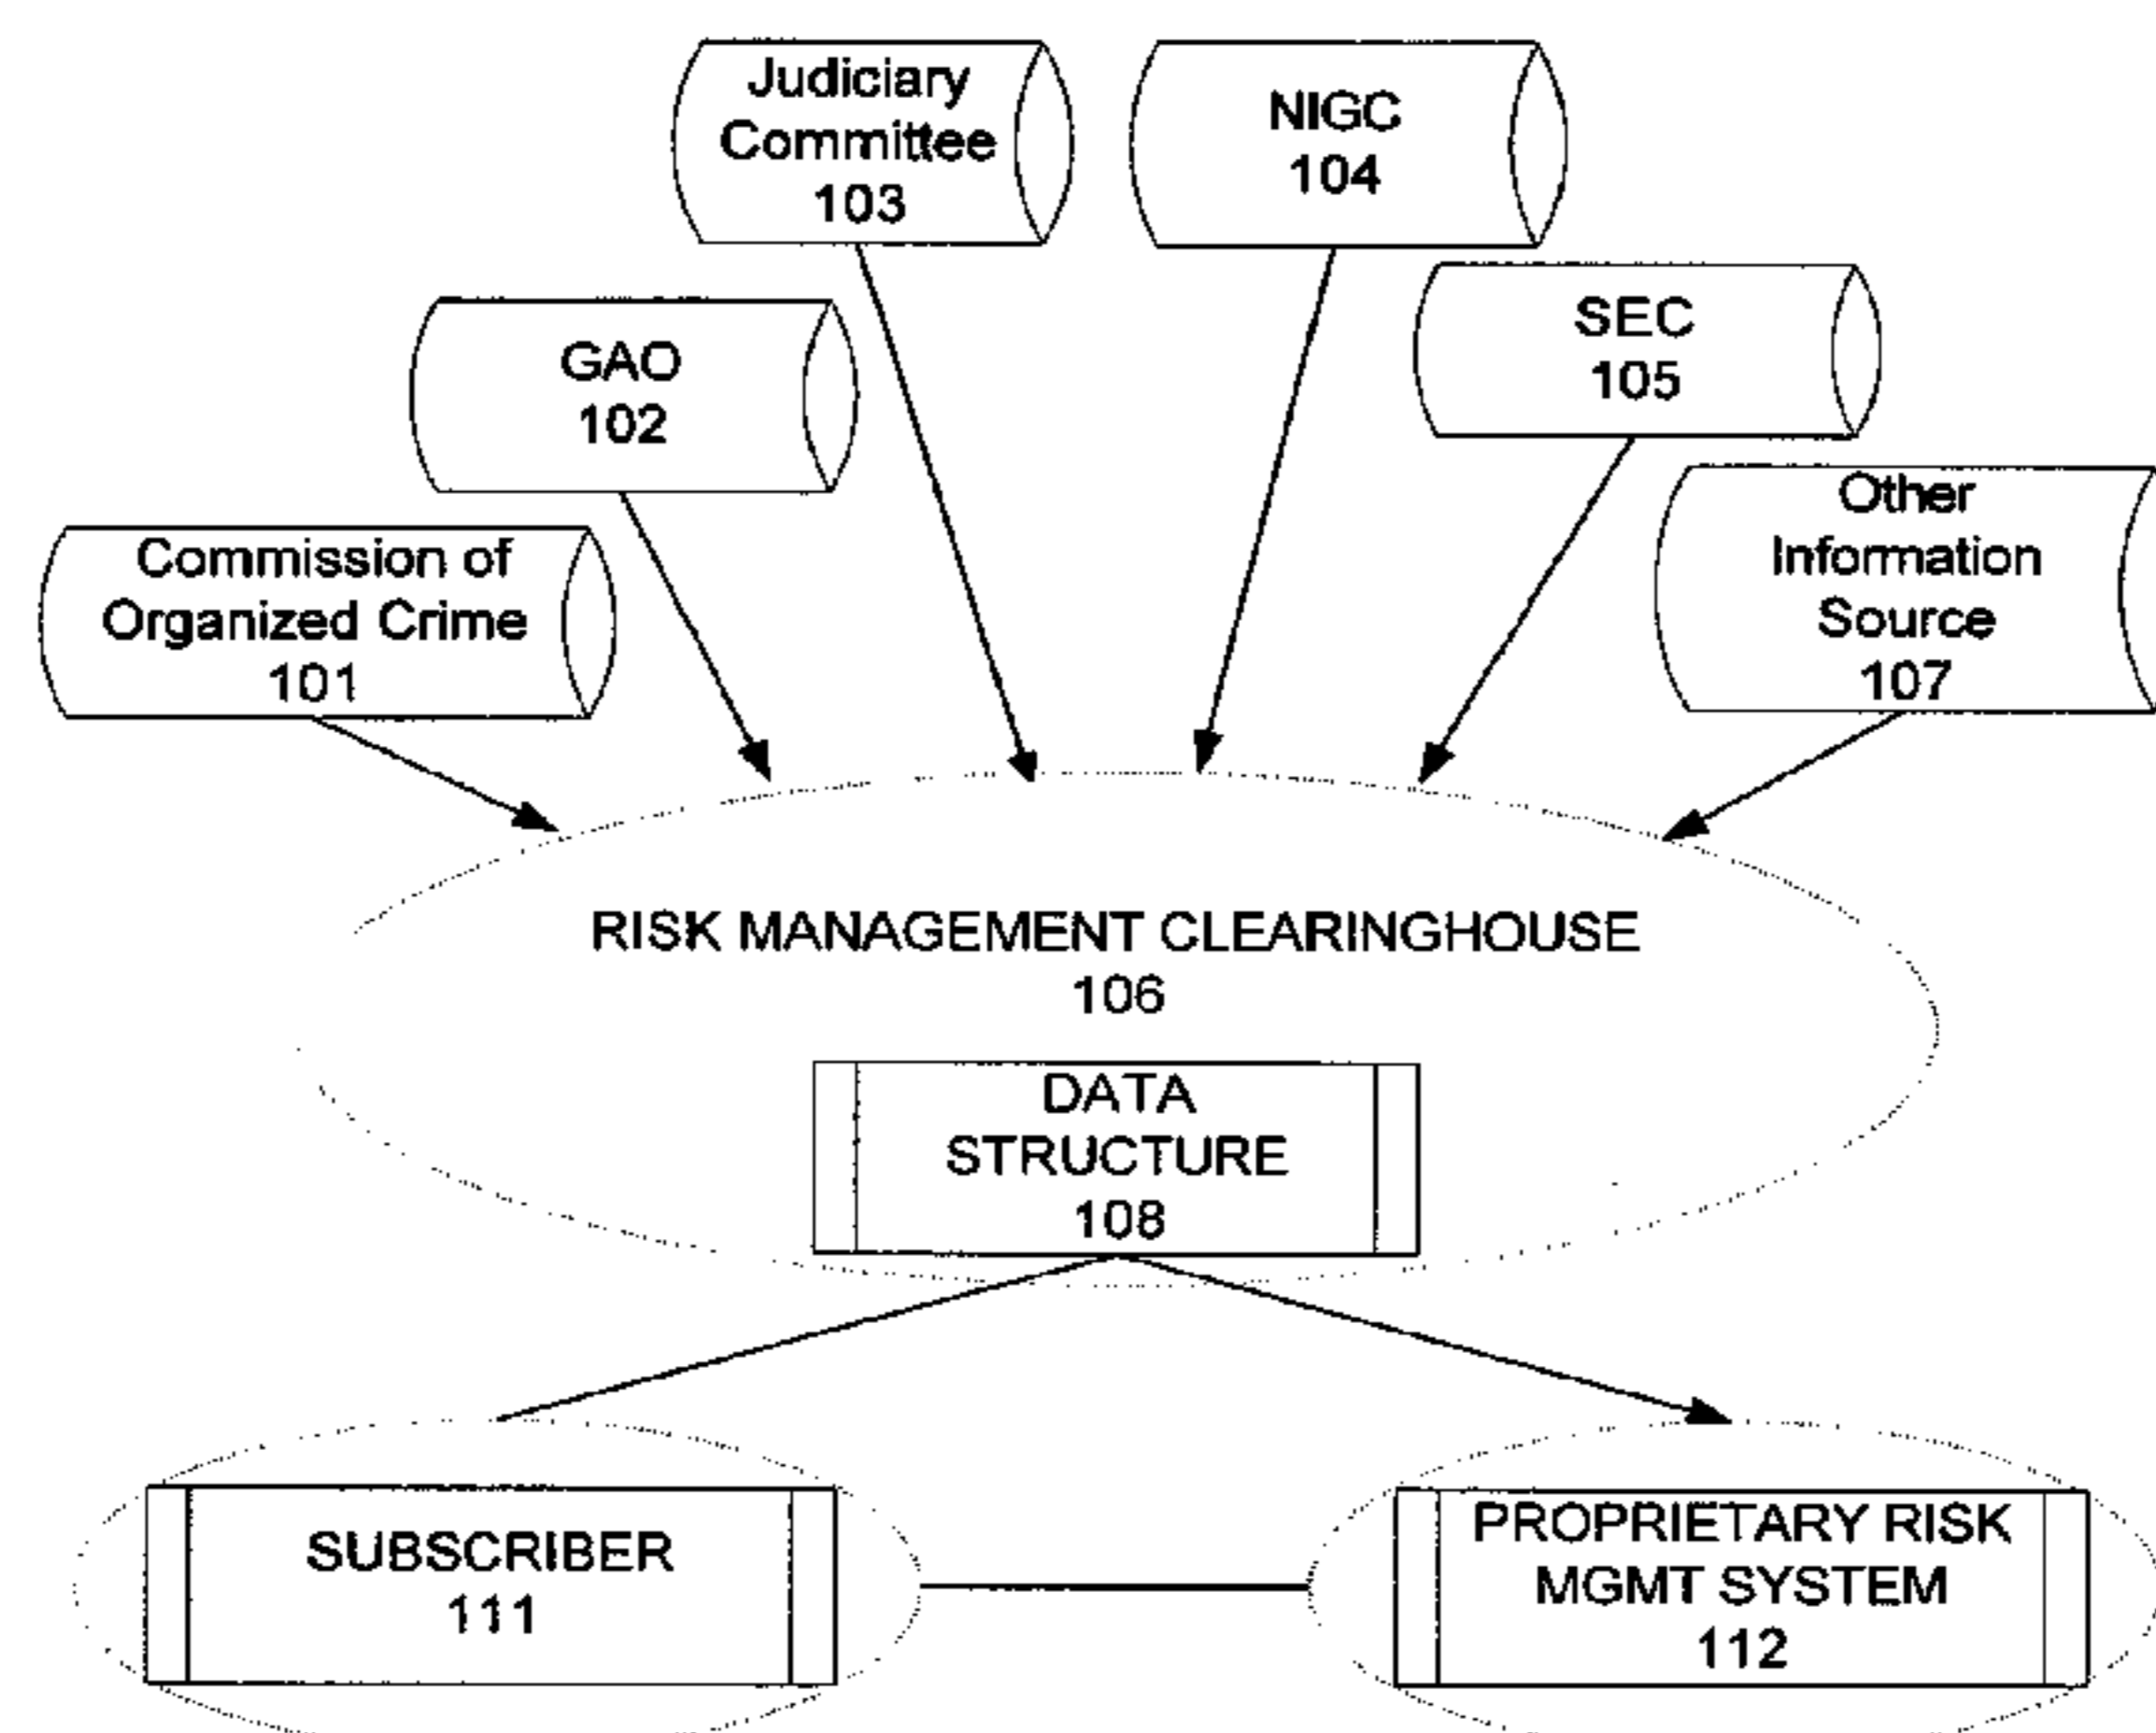 Judiciary
Committee
103
NIGC
104
GAO
102
SEC
105
Commission of
Organized Crime
101
Other
Information
Source
107
RISK MANAGEMENT CLEARINGHOUSE
106
DATA
STRUCTURE
108
SUBSCRIBER
111
PROPRIETARY RISK
MGMT SYSTEM
112